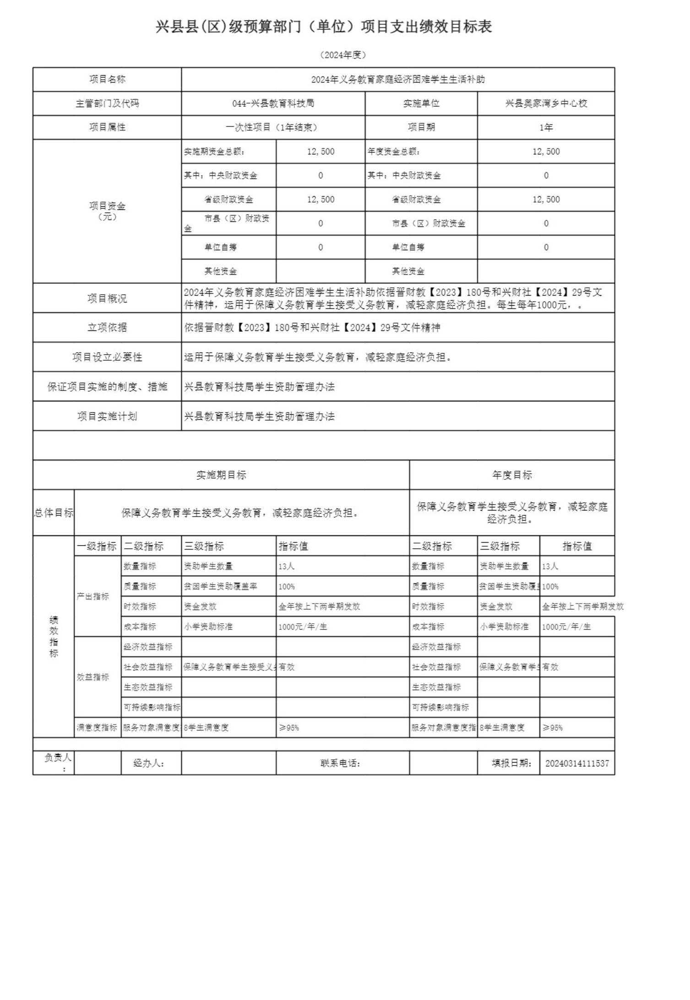 兴县县(区)级预算部门（单位）项目支出绩效目标表
（2024年度）
项目名称 2024年义务教育家庭经济困难学生生活补助
主管部门及代码 044-兴县教育科技局 实施单位 兴县奥家湾乡中心校
项目属性 一次性项目（1年结束） 项目期 1年
项目资金
（元）
实施期资金总额： 12,500 年度资金总额： 12,500
其中：中央财政资金 0 其中：中央财政资金 0
省级财政资金 12,500 省级财政资金 12,500
市县（区）财政资
金 0 市县（区）财政资金 0
单位自筹 0 单位自筹 0
其他资金 其他资金
项目概况 2024年义务教育家庭经济困难学生生活补助依据晋财教【2023】180号和兴财社【2024】29号文
件精神，运用于保障义务教育学生接受义务教育，减轻家庭经济负担。每生每年1000元，。
立项依据 依据晋财教【2023】180号和兴财社【2024】29号文件精神
项目设立必要性 运用于保障义务教育学生接受义务教育，减轻家庭经济负担。
保证项目实施的制度、措施 兴县教育科技局学生资助管理办法
项目实施计划 兴县教育科技局学生资助管理办法
实施期目标 年度目标
总体目标 保障义务教育学生接受义务教育，减轻家庭经济负担。 保障义务教育学生接受义务教育，减轻家庭
经济负担。
绩
效
指
标
一级指标 二级指标 三级指标 指标值 二级指标 三级指标 指标值
产出指标
数量指标 资助学生数量 13人 数量指标 资助学生数量 13人
质量指标 贫困学生资助覆盖率 100% 质量指标 贫困学生资助覆 100%
时效指标 资金发放 全年按上下两学期发放 时效指标 资金发放 全年按上下两学期发放
成本指标 小学资助标准 1000元/年/生 成本指标 小学资助标准 1000元/年/生
效益指标
经济效益指标 经济效益指标
社会效益指标 保障义务教育学生接受义 有效 社会效益指标 保障义务教育学 有效
生态效益指标 生态效益指标
可持续影响指标 可持续影响指标
满意度指标 服务对象满意度 8学生满意度 ≥95% 服务对象满意度指 8学生满意度 ≥95%
负责人
： 经办人： 联系电话： 填报日期： 20240314111537